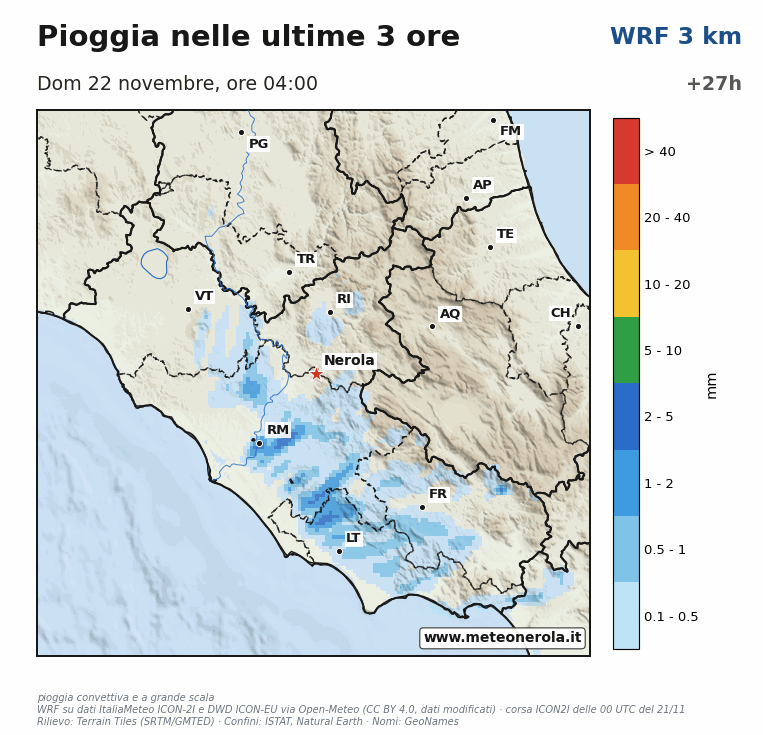 Pioggia nelle ultime 3 ore
WRF 3 km
Dom 22 novembre, ore 04:00
+27h
FM
PG
AP
TE
TR
VT
RI
AQ
CH
Nerola
RM
FR
LT
www.meteonerola.it
> 40
20 - 40
10 - 20
5 - 10
2 - 5
1 - 2
0.5 - 1
0.1 - 0.5
mm
pioggia convettiva e a grande scala
WRF su dati ItaliaMeteo ICON-2I e DWD ICON-EU via Open-Meteo (CC BY 4.0, dati modificati) · corsa ICON2I delle 00 UTC del 21/11
Rilievo: Terrain Tiles (SRTM/GMTED) · Confini: ISTAT, Natural Earth · Nomi: GeoNames